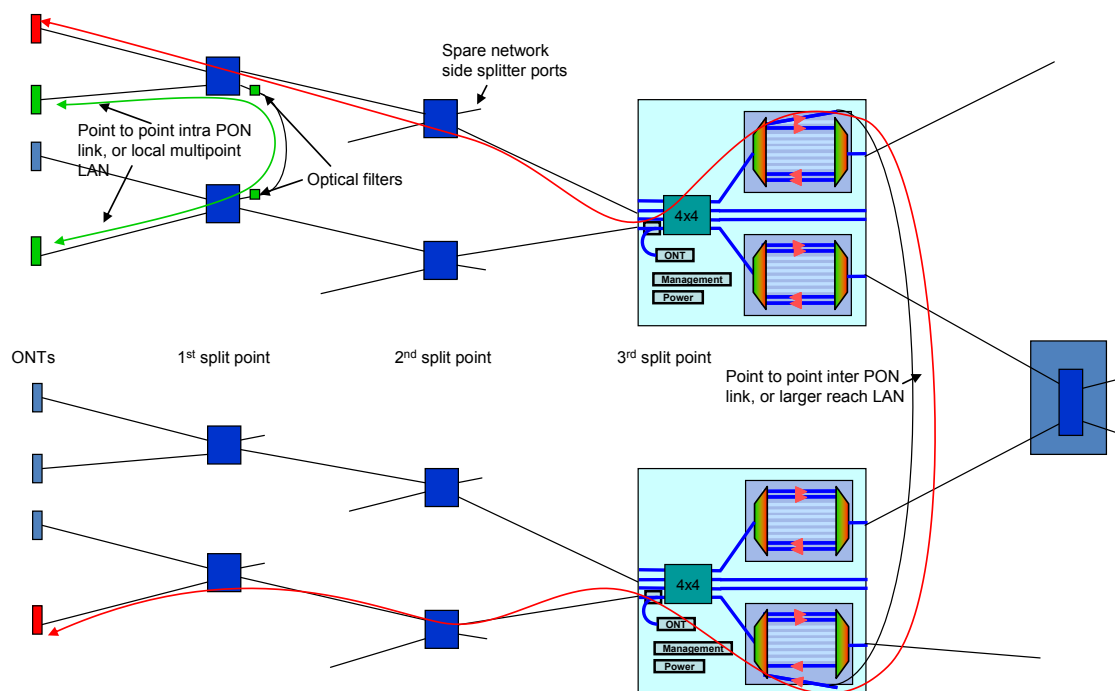 Spare network
side splitter ports
Point to point intra PON
link, or local multipoint
LAN
Optical filters
4x4
ONT
Management
Power
ONTs
1st split point
2nd split point
3rd split point
Point to point inter PON
link, or larger reach LAN
4x4
ONT
Management
Power